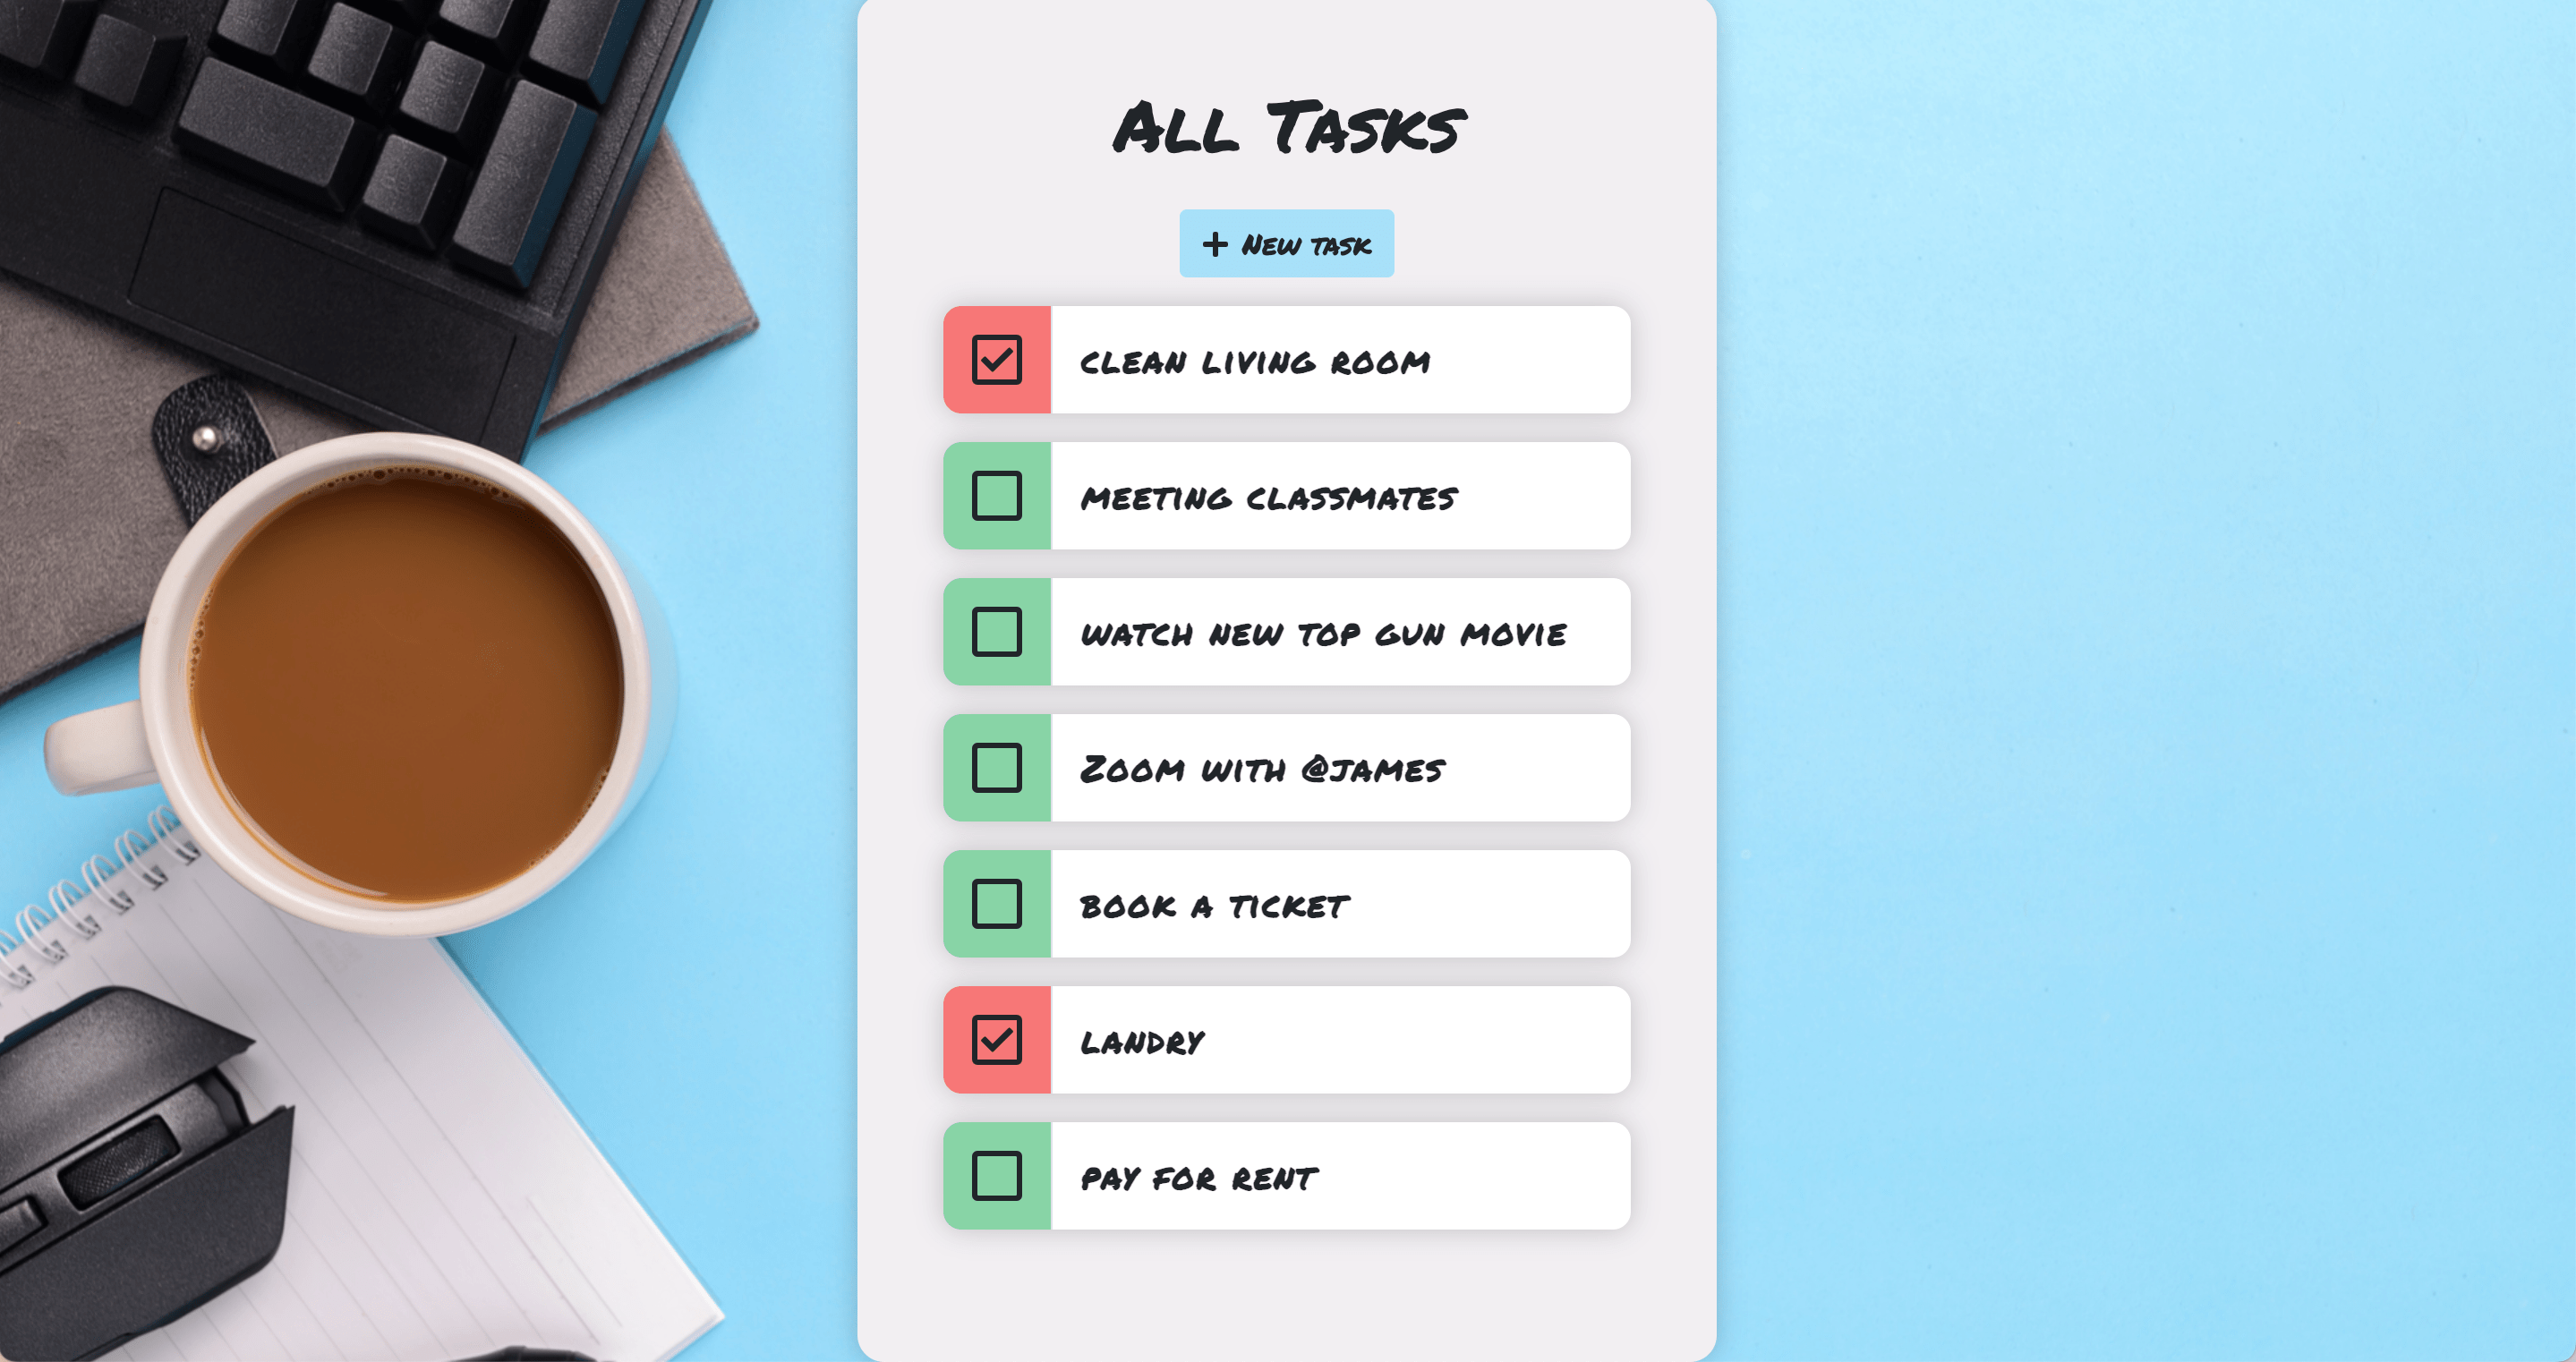 All Tasks
+ New task
clean living room
meeting classmates
watch new top gun movie
Zoom with @james
book a ticket
landry
pay for rent